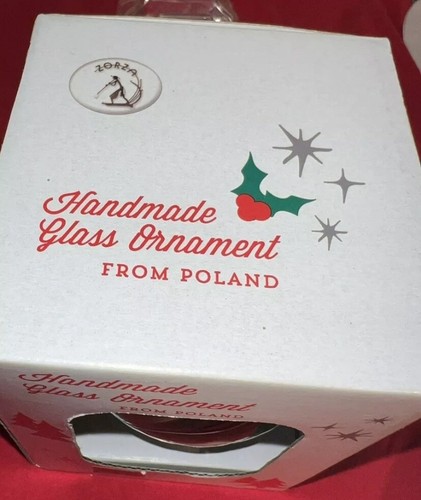 ZORZA
Handmade
Glass Ornament
FROM POLAND
Handmade
Glass Ornament
FROM POLAND